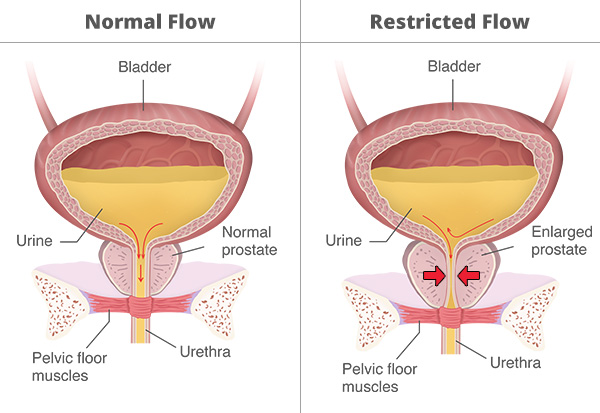 Normal Flow
Bladder
Urine
Normal
prostate
Pelvic floor
muscles
Urethra
Restricted Flow
Bladder
Urine
Enlarged
prostate
Pelvic floor
muscles
Urethra